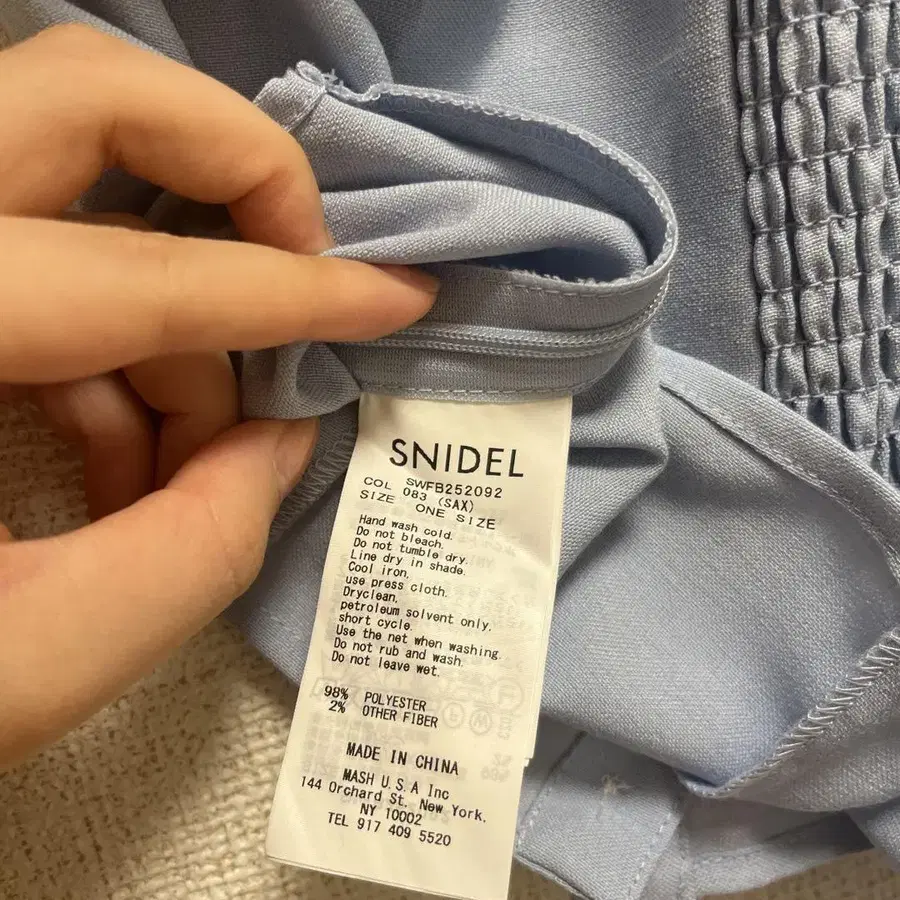 SNIDEL
SWFB252092
COL 083 (SAX)
SIZE ONE SIZE
Hand wash cold.
Do not bleach.
Do not tumble dry.
Line dry in shade.
Cool iron,
use press cloth.
Dryclean,
petroleum solvent only.
short cycle.
Use the net when washing.
Do not rub and wash.
Do not leave wet.
98% POLYESTER
2% OTHER FIBER
MADE IN CHINA
MASH U.S.A Inc
144 Orchard St. New York.
NY 10002
TEL 917 409 5520